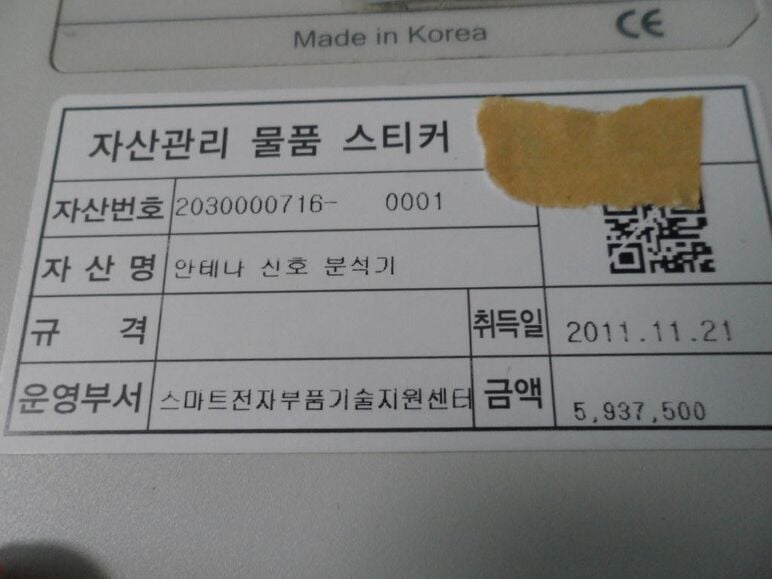 Made in Korea CE
자산관리 물품 스티커
자산번호 2030000716- 0001
자 산 명 안테나 신호 분석기
규 격 취득일 2011.11.21
운영부서 스마트전자부품기술지원센터 금액 5,937,500